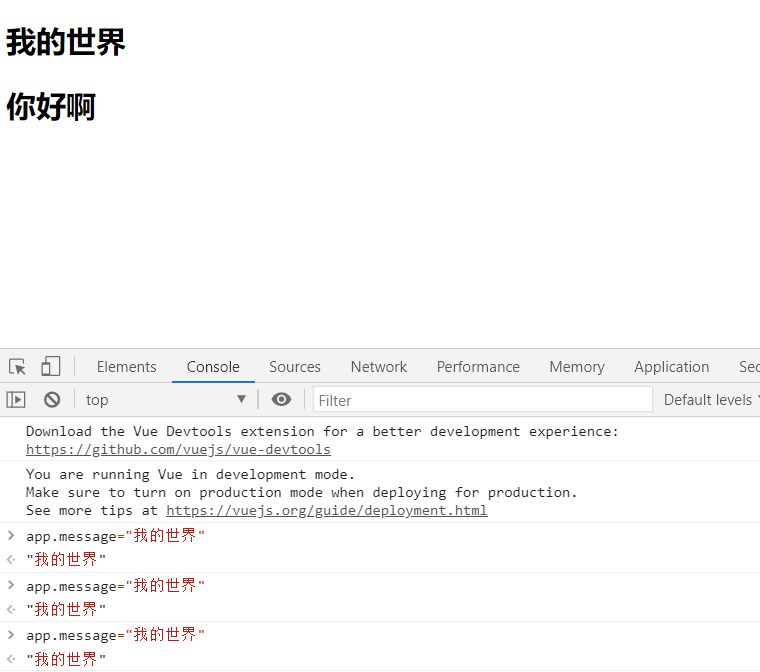 我的世界
你好啊
Elements Console Sources Network Performance Memory Application Sec
top Filter Default levels
Download the Vue Devtools extension for a better development experience:
https://github.com/vuejs/vue-devtools
You are running Vue in development mode.
Make sure to turn on production mode when deploying for production.
See more tips at https://vuejs.org/guide/deployment.html
app.message="我的世界"
"我的世界"
app.message="我的世界"
"我的世界"
app.message="我的世界"
"我的世界"